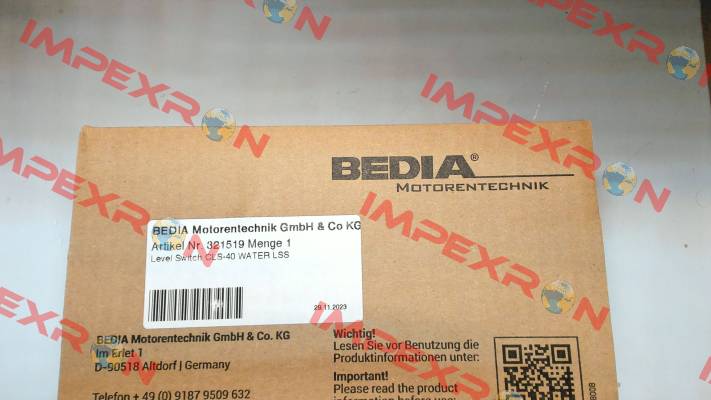 BEDIA®
MOTORENTECHNIK
BEDIA Motorentechnik GmbH & Co KG
Artikel Nr. 321519 Menge 1
Level Switch CLS-40 WATER LSS
29.11.2023
BEDIA Motorentechnik GmbH & Co. KG
Im Erlet 1
D-90518 Altdorf | Germany
Telefon + 49 (0) 9187 9509 632
Wichtig!
Lesen Sie vor Benutzung die
Produktinformationen unter:
Important!
Please read the product
information before use:
IMPEXRON
IMPEXRON
IMPEXRON
IMPEXRON
IMPEXRON
IMPEXRON